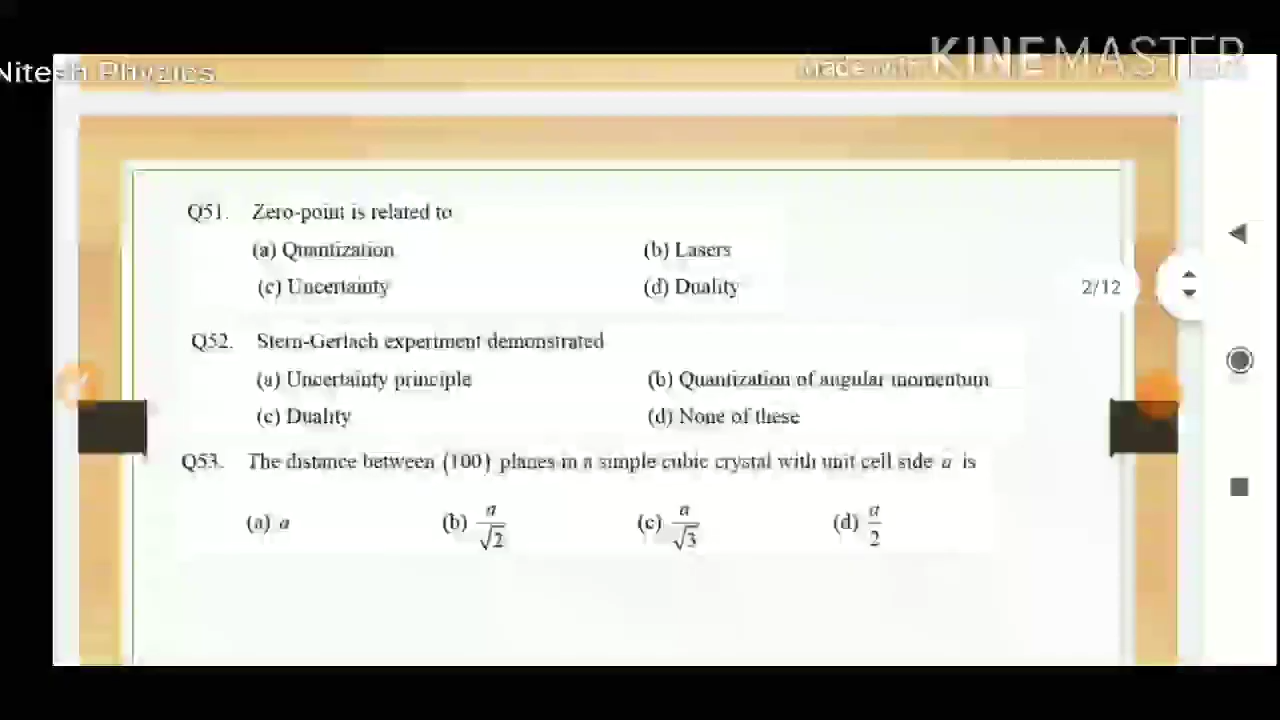 Nitesh Physics
Made with KINEMASTER
Q51. Zero-point is related to
(a) Quantization (b) Lasers
(c) Uncertainty (d) Duality
2/12
Q52. Stern-Gerlach experiment demonstrated
(a) Uncertainty principle (b) Quantization of angular momentum
(c) Duality (d) None of these
Q53. The distance between (100) planes in a simple cubic crystal with unit cell side a is
(a) a (b) a/√2 (c) a/√3 (d) a/2